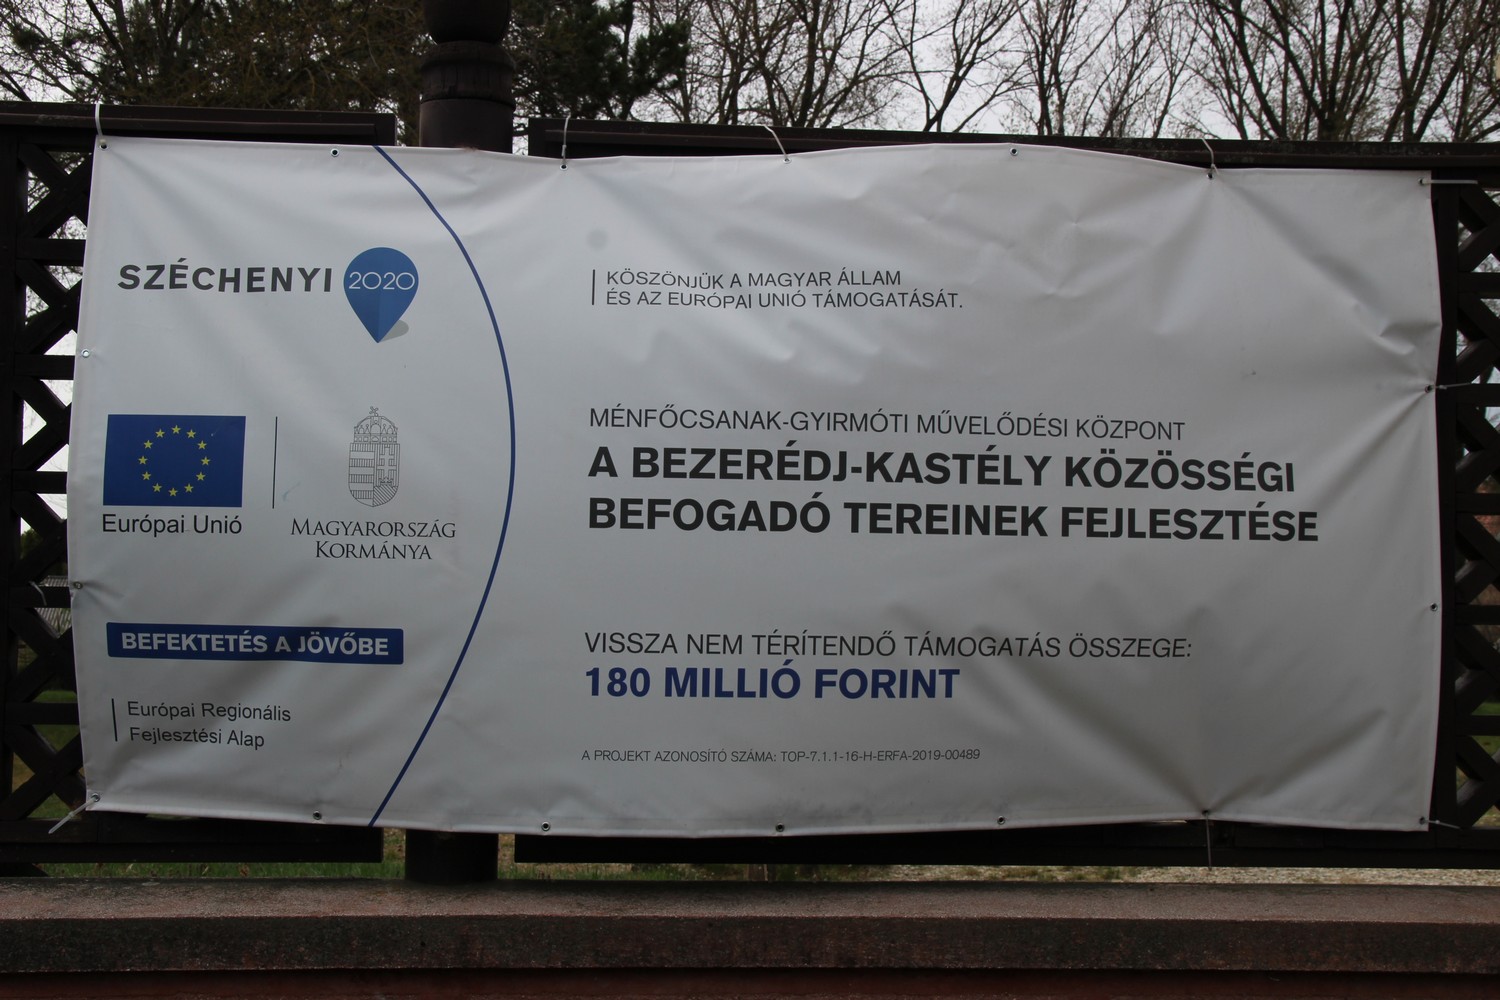 SZÉCHENYI 2020
Európai Unió
MAGYARORSZÁG
KORMÁNYA
BEFEKTETÉS A JÖVŐBE
Európai Regionális
Fejlesztési Alap
KÖSZÖNJÜK A MAGYAR ÁLLAM
ÉS AZ EURÓPAI UNIÓ TÁMOGATÁSÁT.
MÉNFŐCSANAK-GYIRMÓTI MŰVELŐDÉSI KÖZPONT
A BEZERÉDJ-KASTÉLY KÖZÖSSÉGI
BEFOGADÓ TEREINEK FEJLESZTÉSE
VISSZA NEM TÉRÍTENDŐ TÁMOGATÁS ÖSSZEGE:
180 MILLIÓ FORINT
A PROJEKT AZONOSÍTÓ SZÁMA: TOP-7.1.1-16-H-ERFA-2019-00489